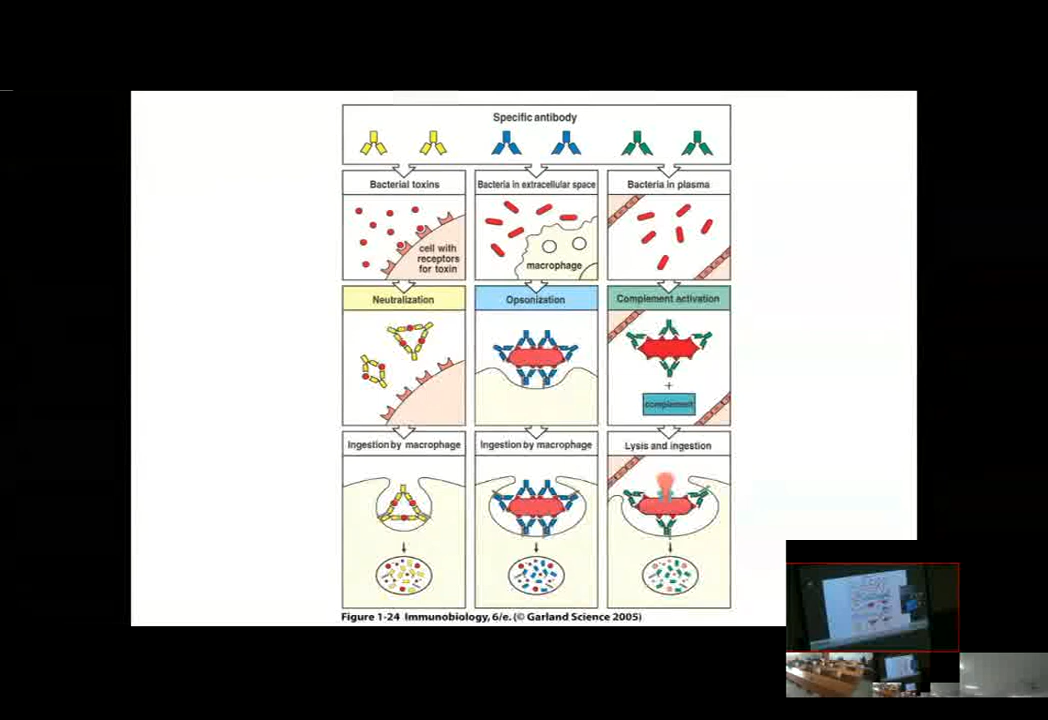 Specific antibody
Bacterial toxins
Bacteria in extracellular space
Bacteria in plasma
cell with
receptors
for toxin
macrophage
Neutralization
Opsonization
Complement activation
+
complement
Ingestion by macrophage
Ingestion by macrophage
Lysis and ingestion
Figure 1-24 Immunobiology, 6/e. (© Garland Science 2005)